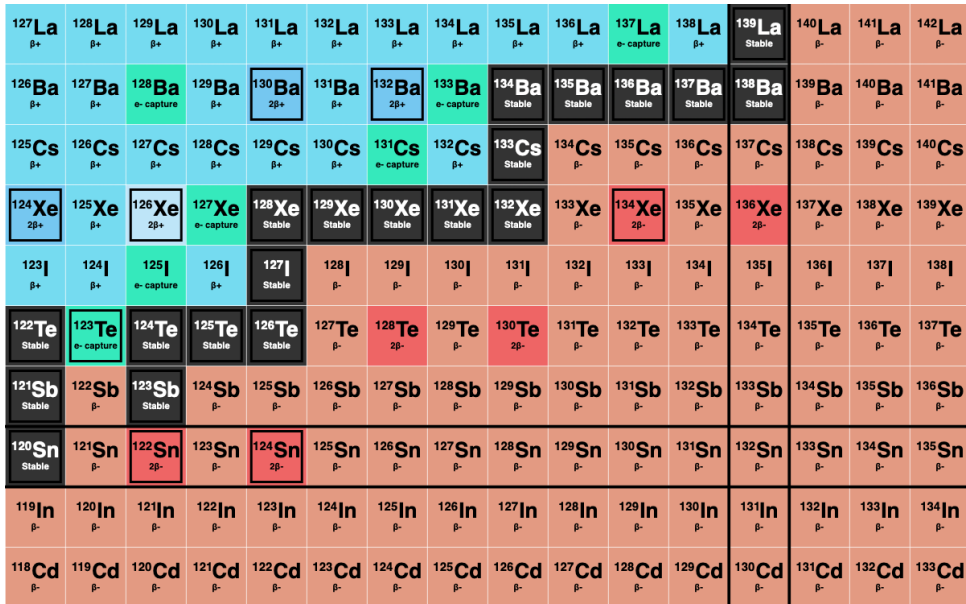 127La 128La 129La 130La 131La 132La 133La 134La 135La 136La 137La 138La 139La 140La 141La 142La
β+ β+ β+ β+ β+ β+ β+ β+ β+ β+ e- capture β+ Stable β- β- β-
126Ba 127Ba 128Ba 129Ba 130Ba 131Ba 132Ba 133Ba 134Ba 135Ba 136Ba 137Ba 138Ba 139Ba 140Ba 141Ba
β+ β+ e- capture β+ 2β+ β+ 2β+ e- capture Stable Stable Stable Stable Stable β- β- β-
125Cs 126Cs 127Cs 128Cs 129Cs 130Cs 131Cs 132Cs 133Cs 134Cs 135Cs 136Cs 137Cs 138Cs 139Cs 140Cs
β+ β+ β+ β+ β+ β+ e- capture β+ Stable β- β- β- β- β- β- β-
124Xe 125Xe 126Xe 127Xe 128Xe 129Xe 130Xe 131Xe 132Xe 133Xe 134Xe 135Xe 136Xe 137Xe 138Xe 139Xe
2β+ β+ 2β+ e- capture Stable Stable Stable Stable Stable β- 2β- β- 2β- β- β- β-
123I 124I 125I 126I 127I 128I 129I 130I 131I 132I 133I 134I 135I 136I 137I 138I
β+ β+ e- capture β+ Stable β- β- β- β- β- β- β- β- β- β- β-
122Te 123Te 124Te 125Te 126Te 127Te 128Te 129Te 130Te 131Te 132Te 133Te 134Te 135Te 136Te 137Te
Stable e- capture Stable Stable Stable β- 2β- β- 2β- β- β- β- β- β- β- β-
121Sb 122Sb 123Sb 124Sb 125Sb 126Sb 127Sb 128Sb 129Sb 130Sb 131Sb 132Sb 133Sb 134Sb 135Sb 136Sb
Stable β- Stable β- β- β- β- β- β- β- β- β- β- β- β- β-
120Sn 121Sn 122Sn 123Sn 124Sn 125Sn 126Sn 127Sn 128Sn 129Sn 130Sn 131Sn 132Sn 133Sn 134Sn 135Sn
Stable β- 2β- β- 2β- β- β- β- β- β- β- β- β- β- β- β-
119In 120In 121In 122In 123In 124In 125In 126In 127In 128In 129In 130In 131In 132In 133In 134In
β- β- β- β- β- β- β- β- β- β- β- β- β- β- β- β-
118Cd 119Cd 120Cd 121Cd 122Cd 123Cd 124Cd 125Cd 126Cd 127Cd 128Cd 129Cd 130Cd 131Cd 132Cd 133Cd
β- β- β- β- β- β- β- β- β- β- β- β- β- β- β- β-